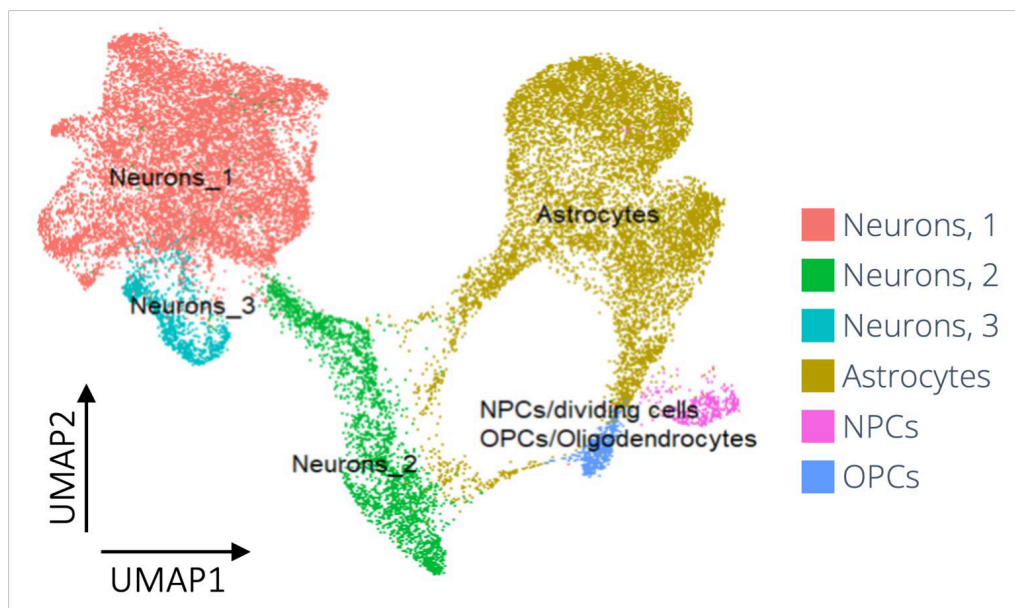 Neurons_1
Astrocytes
Neurons_3
NPCs/dividing cells
OPCs/Oligodendrocytes
Neurons_2
UMAP2
UMAP1
Neurons, 1
Neurons, 2
Neurons, 3
Astrocytes
NPCs
OPCs